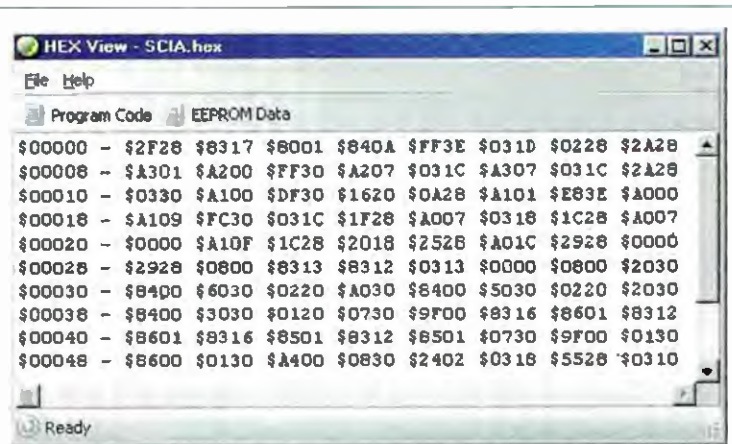 HEX View - SCIA.hex
File Help
Program Code EEPROM Data
$00000 - $2F28 $8317 $8001 $840A $FF3E $031D $0228 $2A28
$00008 - $A301 $A200 $FF30 $A207 $031C $A307 $031C $2A28
$00010 - $0330 $A100 $DF30 $1620 $0A28 $A101 $E83E $A000
$00018 - $A109 $FC30 $031C $1F28 $A007 $0318 $1C28 $A007
$00020 - $0000 $A10F $1C28 $2018 $2528 $A01C $2928 $0000
$00028 - $2928 $0800 $8313 $8312 $0313 $0000 $0800 $2030
$00030 - $8400 $6030 $0220 $A030 $8400 $5030 $0220 $2030
$00038 - $8400 $3030 $0120 $0730 $9F00 $8316 $8601 $8312
$00040 - $8601 $8316 $8501 $8312 $8501 $0730 $9F00 $0130
$00048 - $8600 $0130 $A400 $0830 $2402 $0318 $5528 $0310
Ready